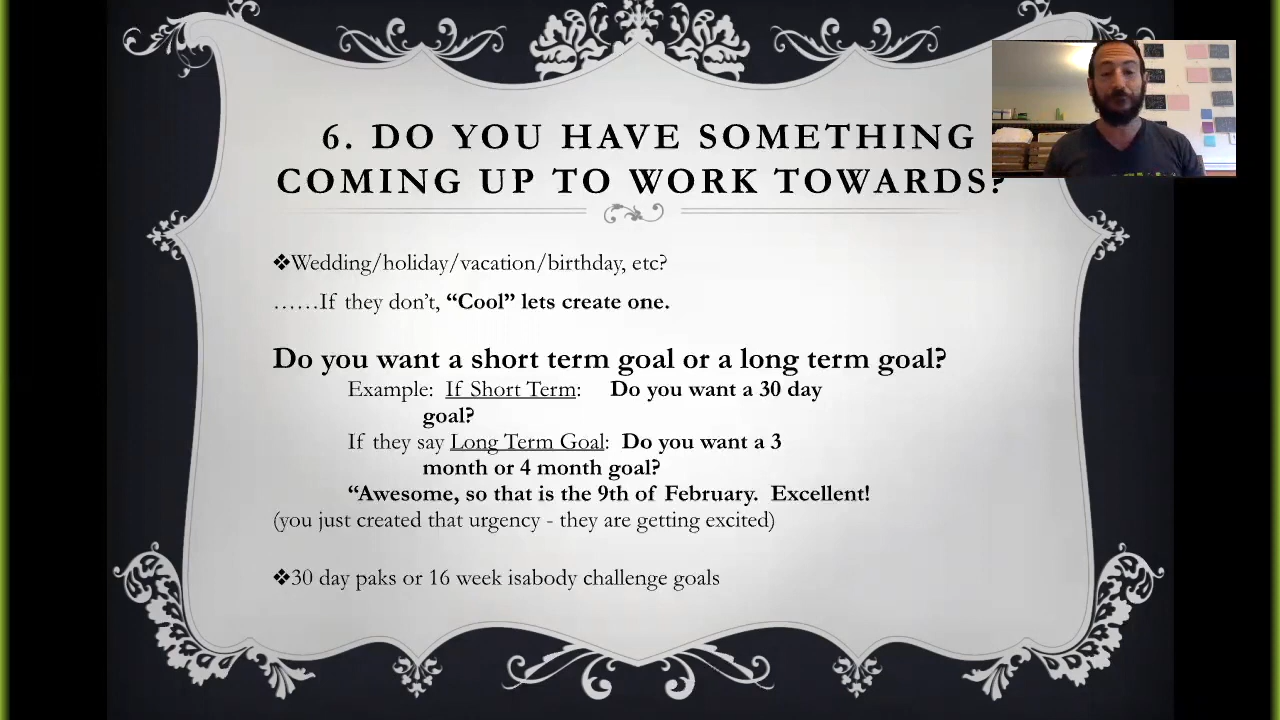 6. DO YOU HAVE SOMETHING
COMING UP TO WORK TOWARDS?
❖Wedding/holiday/vacation/birthday, etc?
……If they don’t, “Cool” lets create one.
Do you want a short term goal or a long term goal?
Example: If Short Term: Do you want a 30 day
goal?
If they say Long Term Goal: Do you want a 3
month or 4 month goal?
“Awesome, so that is the 9th of February. Excellent!
(you just created that urgency - they are getting excited)
❖30 day paks or 16 week isabody challenge goals